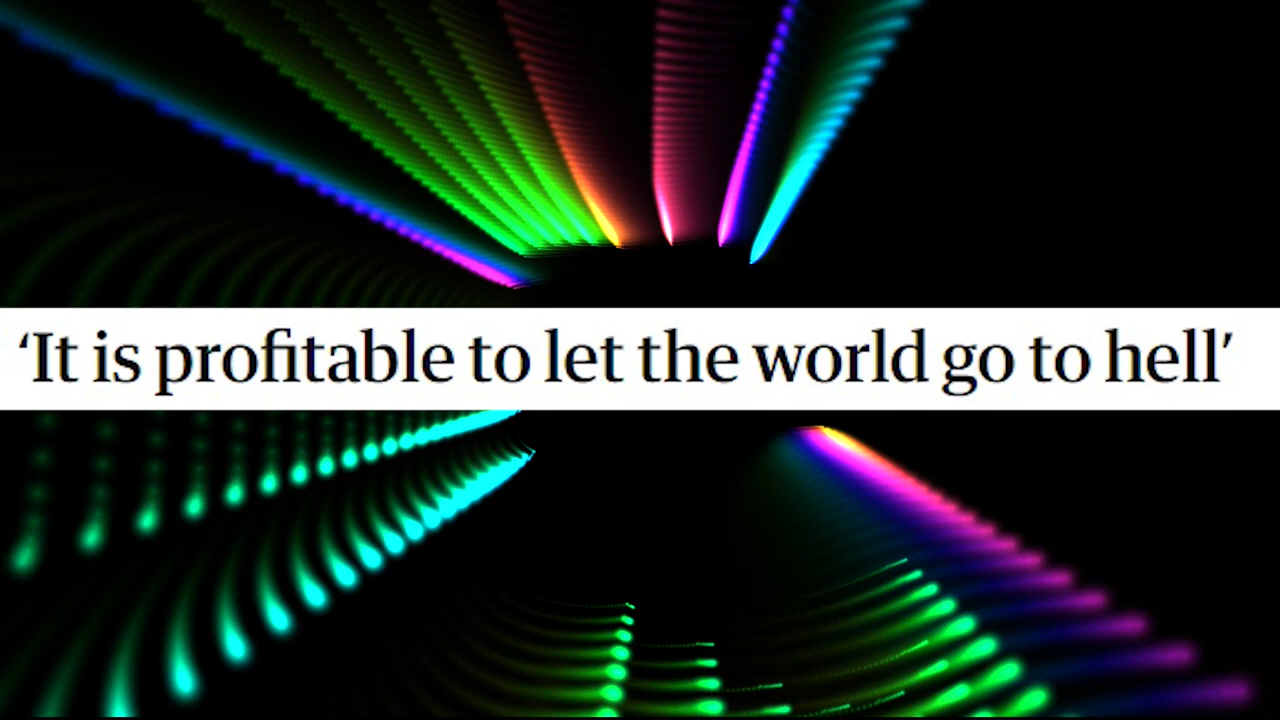 ‘It is profitable to let the world go to hell’